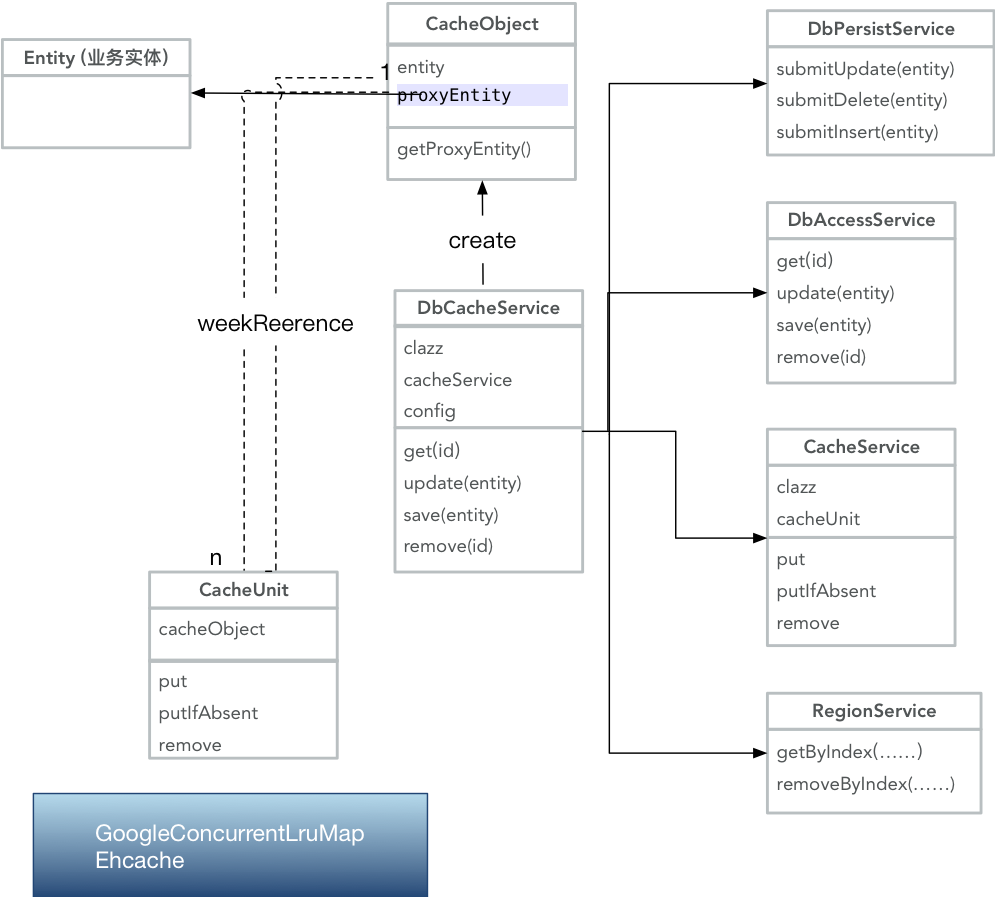 CacheObject
entity
proxyEntity
getProxyEntity()
Entity (业务实体)
1
DbPersistService
submitUpdate(entity)
submitDelete(entity)
submitInsert(entity)
create
DbAccessService
get(id)
update(entity)
save(entity)
remove(id)
weekReerence
DbCacheService
clazz
cacheService
config
get(id)
update(entity)
save(entity)
remove(id)
CacheService
clazz
cacheUnit
put
putIfAbsent
remove
n
CacheUnit
cacheObject
put
putIfAbsent
remove
RegionService
getByIndex(……)
removeByIndex(……)
GoogleConcurrentLruMap
Ehcache